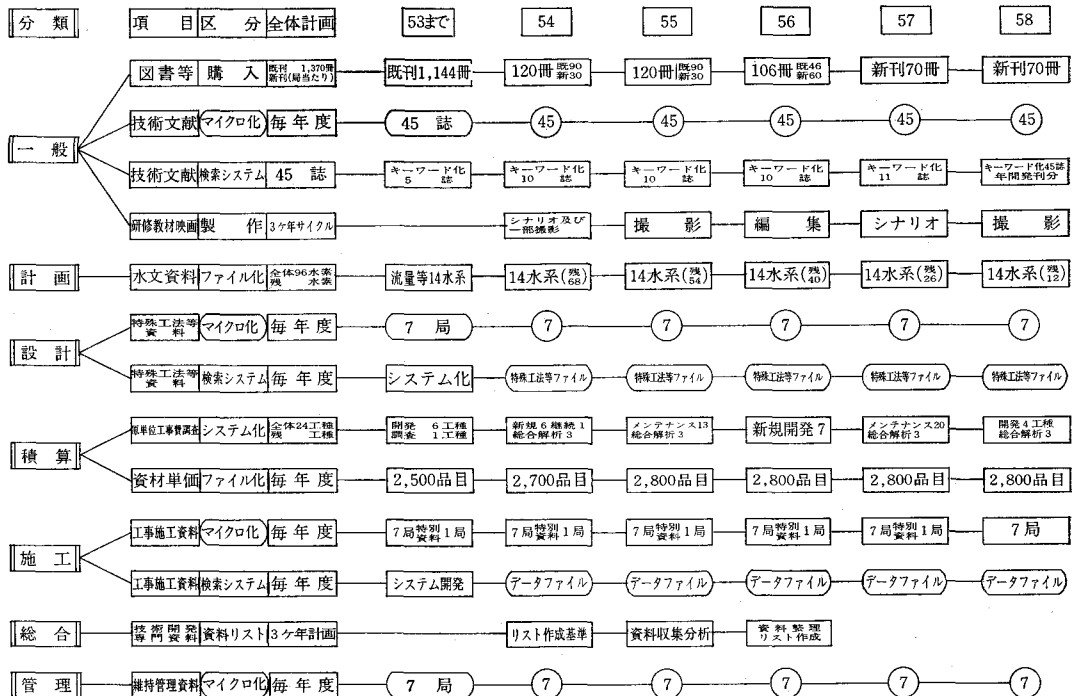 分類 項目 区分 全体計画 53まで 54 55 56 57 58
図書等 購入 既刊 1,370冊 新刊(局当たり) 既刊1,144冊 120冊 既90 新30 120冊 既90 新30 106冊 既46 新60 新刊70冊 新刊70冊
技術文献 マイクロ化 毎年度 45誌 45 45 45 45 45
一般
技術文献 検索システム 45誌 キーワード化 5誌 キーワード化 10誌 キーワード化 10誌 キーワード化 10誌 キーワード化 11誌 キーワード化45誌 年間発刊分
研修教材映画 製作 3ケ年サイクル シナリオ及び 一部撮影 撮影 編集 シナリオ 撮影
計画 水文資料 ファイル化 全体96水系 残 水系 流量等14水系 14水系(残68) 14水系(残54) 14水系(残40) 14水系(残26) 14水系(残12)
特殊工法等 資料 マイクロ化 毎年度 7局 7 7 7 7 7
設計
特殊工法等 資料 検索システム 毎年度 システム化 特殊工法等ファイル 特殊工法等ファイル 特殊工法等ファイル 特殊工法等ファイル 特殊工法等ファイル
原単位工事費調査 システム化 全体24工種 残 工種 開発 6工種 調査 1工種 新規6継続1 総合解析3 メンテナンス13 総合解析3 新規開発7 メンテナンス20 総合解析3 開発4工種 総合解析3
積算
資材単価 ファイル化 毎年度 2,500品目 2,700品目 2,800品目 2,800品目 2,800品目 2,800品目
工事施工資料 マイクロ化 毎年度 7局特別資料1局 7局特別資料1局 7局特別資料1局 7局特別資料1局 7局特別資料1局 7局
施工
工事施工資料 検索システム 毎年度 システム開発 データファイル データファイル データファイル データファイル データファイル
総合 技術開発 専門資料 資料リスト 3ケ年計画 リスト作成基準 資料収集分析 資料整理 リスト作成
管理 維持管理資料 マイクロ化 毎年度 7局 7 7 7 7 7